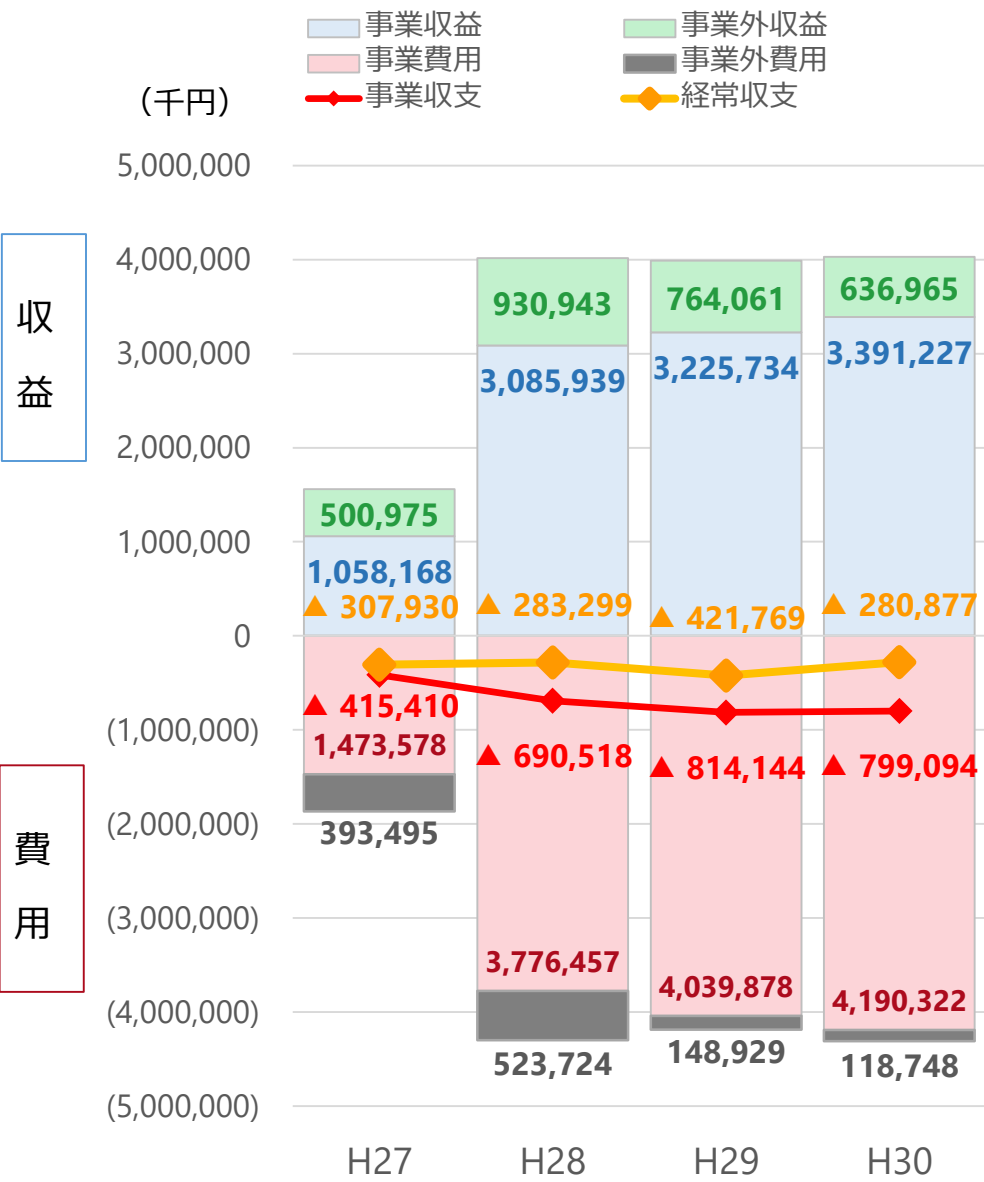 事業収益 事業外収益
事業費用 事業外費用
事業収支 経常収支
（千円）
5,000,000
4,000,000
3,000,000
2,000,000
1,000,000
0
(1,000,000)
(2,000,000)
(3,000,000)
(4,000,000)
(5,000,000)
収益
費用
930,943 764,061 636,965
3,085,939 3,225,734 3,391,227
500,975
1,058,168
▲ 307,930 ▲ 283,299 ▲ 421,769 ▲ 280,877
▲ 415,410 ▲ 690,518 ▲ 814,144 ▲ 799,094
1,473,578
393,495
3,776,457 4,039,878 4,190,322
523,724 148,929 118,748
H27 H28 H29 H30